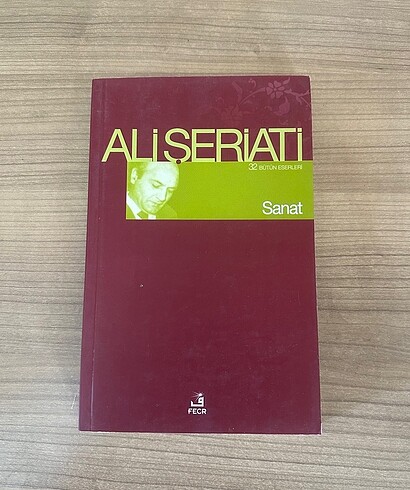 ALİ ŞERİATİ
32 BÜTÜN ESERLERİ
Sanat
FECR